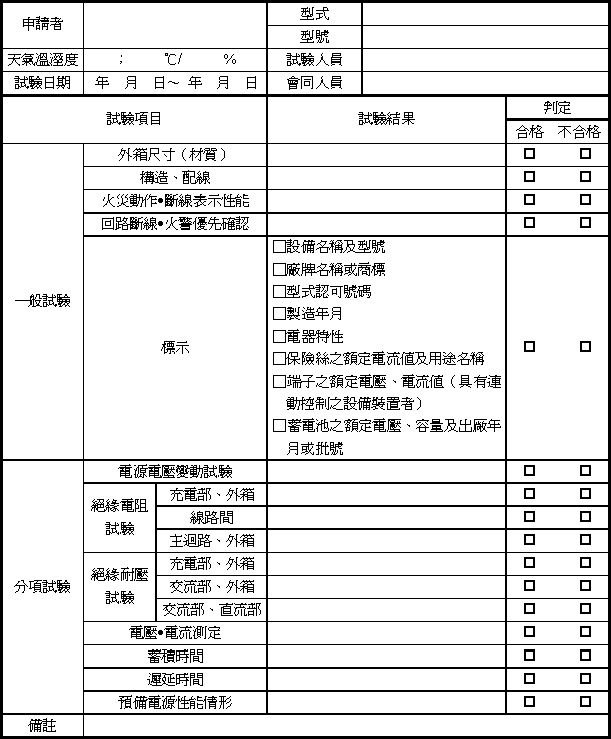 申請者
型式
型號
天氣溫溼度 ； ℃/ %
試驗人員
試驗日期 年 月 日～ 年 月 日
會同人員
試驗項目
試驗結果
判定
合格 不合格
一般試驗
外箱尺寸（材質） □ □
構造、配線 □ □
火災動作•斷線表示性能 □ □
回路斷線•火警優先確認 □ □
標示
□設備名稱及型號
□廠牌名稱或商標
□型式認可號碼
□製造年月
□電器特性
□保險絲之額定電流值及用途名稱
□端子之額定電壓、電流值（具有連
動控制之設備裝置者）
□蓄電池之額定電壓、容量及出廠年
月或批號
□ □
分項試驗
電源電壓變動試驗 □ □
絕緣電阻
試驗
充電部、外箱 □ □
線路間 □ □
主迴路、外箱 □ □
絕緣耐壓
試驗
充電部、外箱 □ □
交流部、外箱 □ □
交流部、直流部 □ □
電壓•電流測定 □ □
蓄積時間 □ □
遲延時間 □ □
預備電源性能情形 □ □
備註